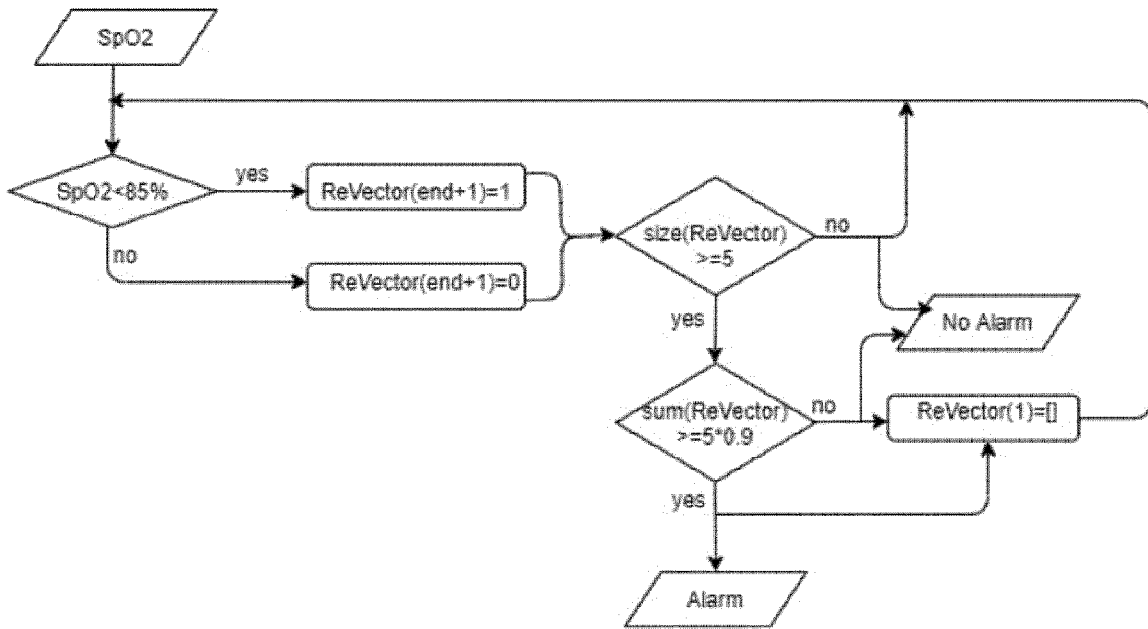 SpO2
SpO2<85%
yes
ReVector(end+1)=1
no
ReVector(end+1)=0
size(ReVector)
>=5
no
yes
No Alarm
sum(ReVector)
>=5*0.9
no
ReVector(1)=[]
yes
Alarm